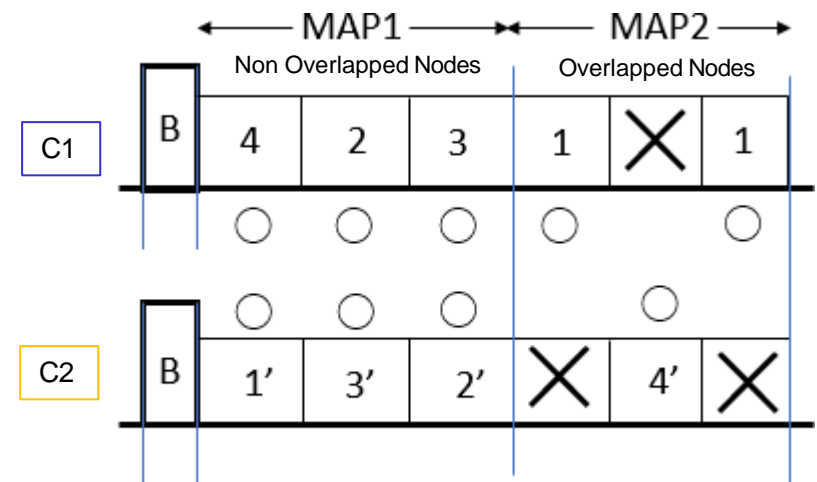 MAP1 MAP2
Non Overlapped Nodes Overlapped Nodes
C1 B 4 2 3 1 1
C2 B 1’ 3’ 2’ 4’